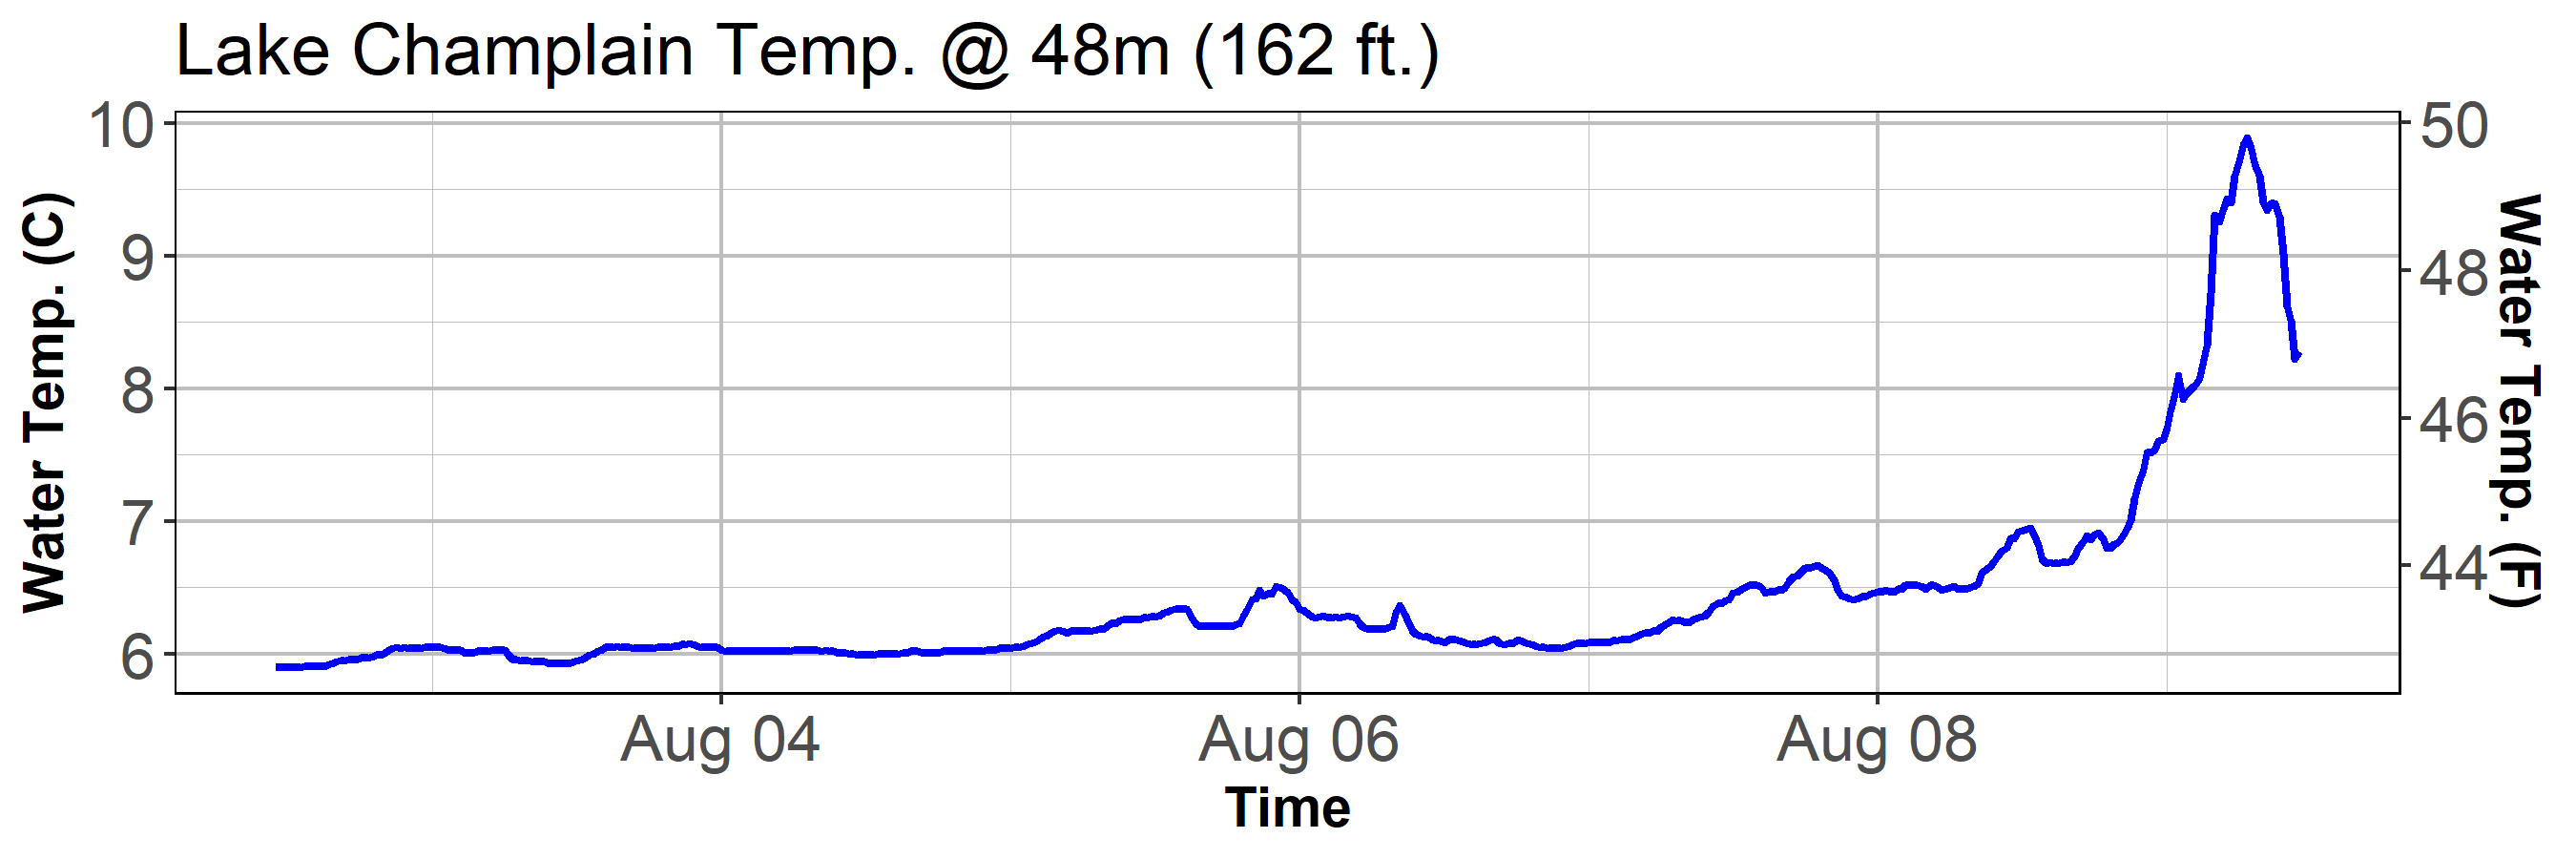 Lake Champlain Temp. @ 48m (162 ft.)
10
9
8
7
6
Water Temp. (C)
50
48
46
44
Water Temp. (F)
Aug 04
Aug 06
Aug 08
Time